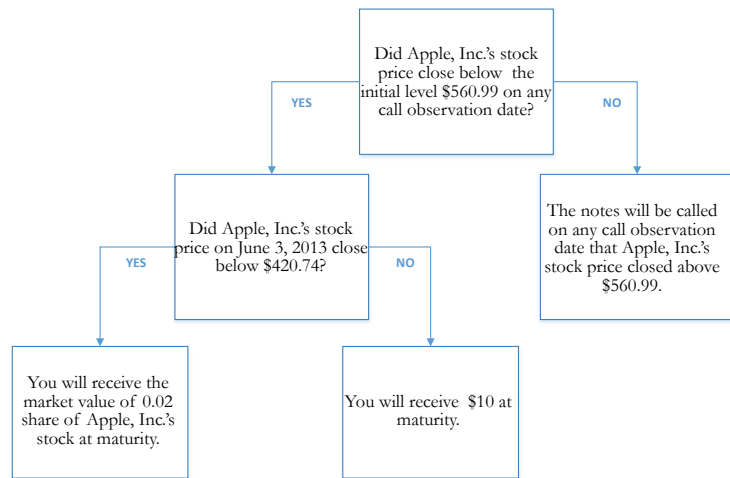 Did Apple, Inc.'s stock
price close below the
initial level $560.99 on any
call observation date?
YES
NO
Did Apple, Inc.'s stock
price on June 3, 2013 close
below $420.74?
The notes will be called
on any call observation
date that Apple, Inc.'s
stock price closed above
$560.99.
YES
NO
You will receive the
market value of 0.02
share of Apple, Inc.'s
stock at maturity.
You will receive $10 at
maturity.